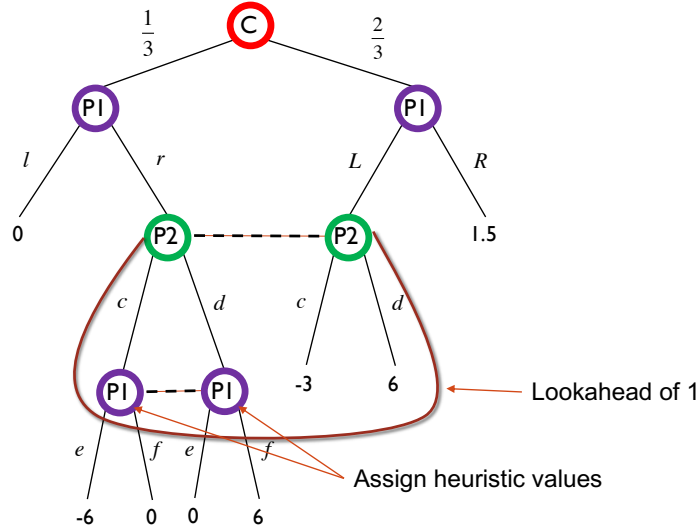 1/3 C 2/3
P1 P1
l r L R
0 P2 P2 1.5
c d c d
P1 P1 -3 6 Lookahead of 1
e f e f Assign heuristic values
-6 0 0 6